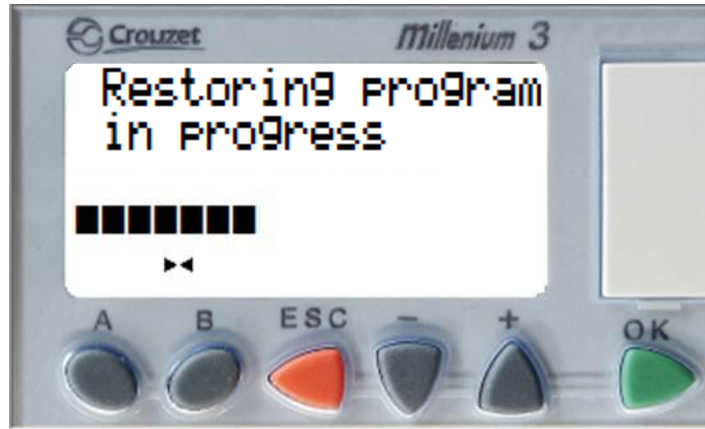 Crouzet
Millenium 3
Restoring program
in progress
A B ESC - + OK